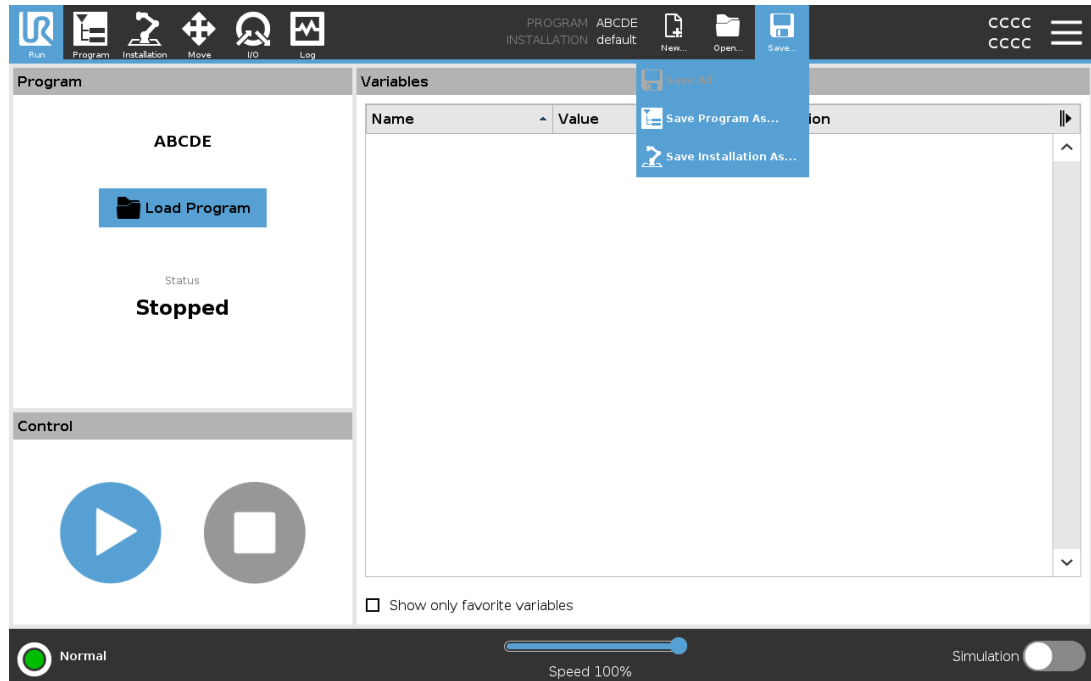 PROGRAM ABCDE
INSTALLATION default
Run
Program
Installation
Move
I/O
Log
New...
Open...
Save...
cccc
cccc
Program
Variables
Save All
Save Program As...
Save Installation As...
Name
Value
ion
ABCDE
Load Program
Status
Stopped
Control
Show only favorite variables
Normal
Speed 100%
Simulation